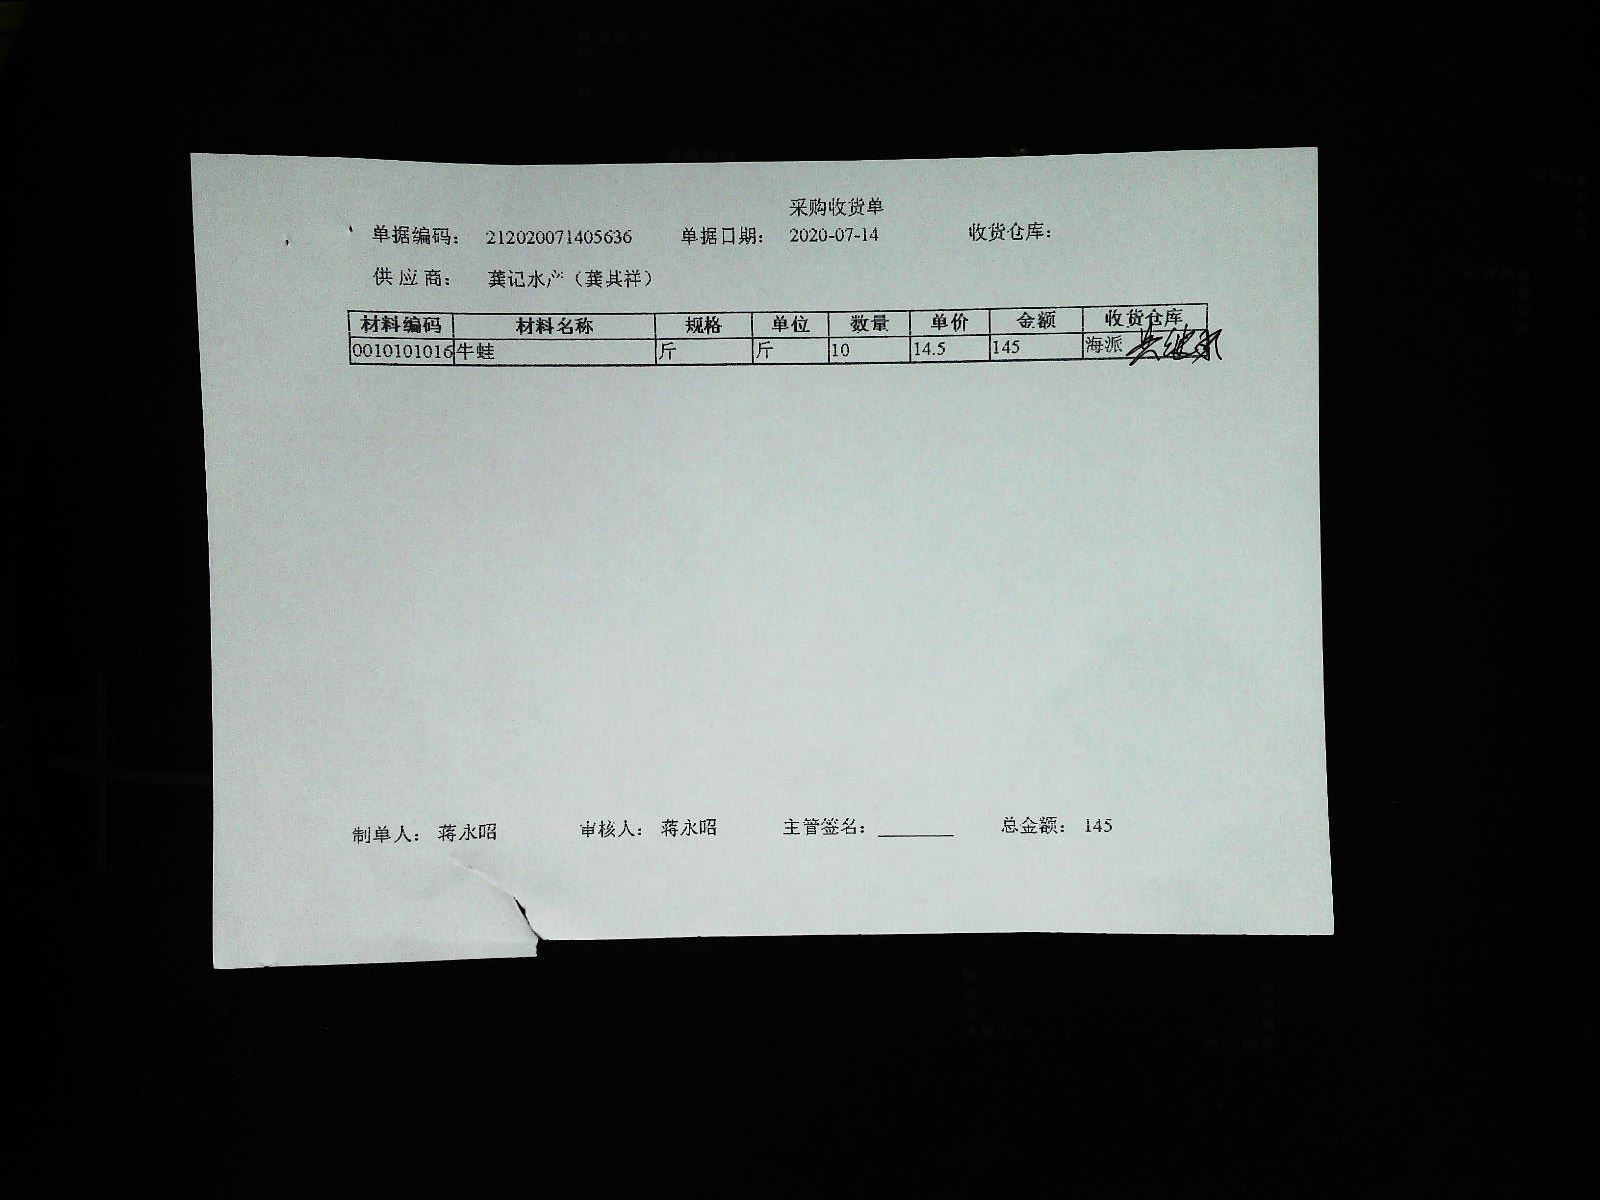 采购收货单
单据编码: 212020071405636 单据日期: 2020-07-14 收货仓库:
供应商: 龚记水产（龚其祥）
材料编码 材料名称 规格 单位 数量 单价 金额 收货仓库
0010101016 牛蛙 斤 斤 10 14.5 145 海派
制单人: 蒋永昭 审核人: 蒋永昭 主管签名: ________ 总金额: 145